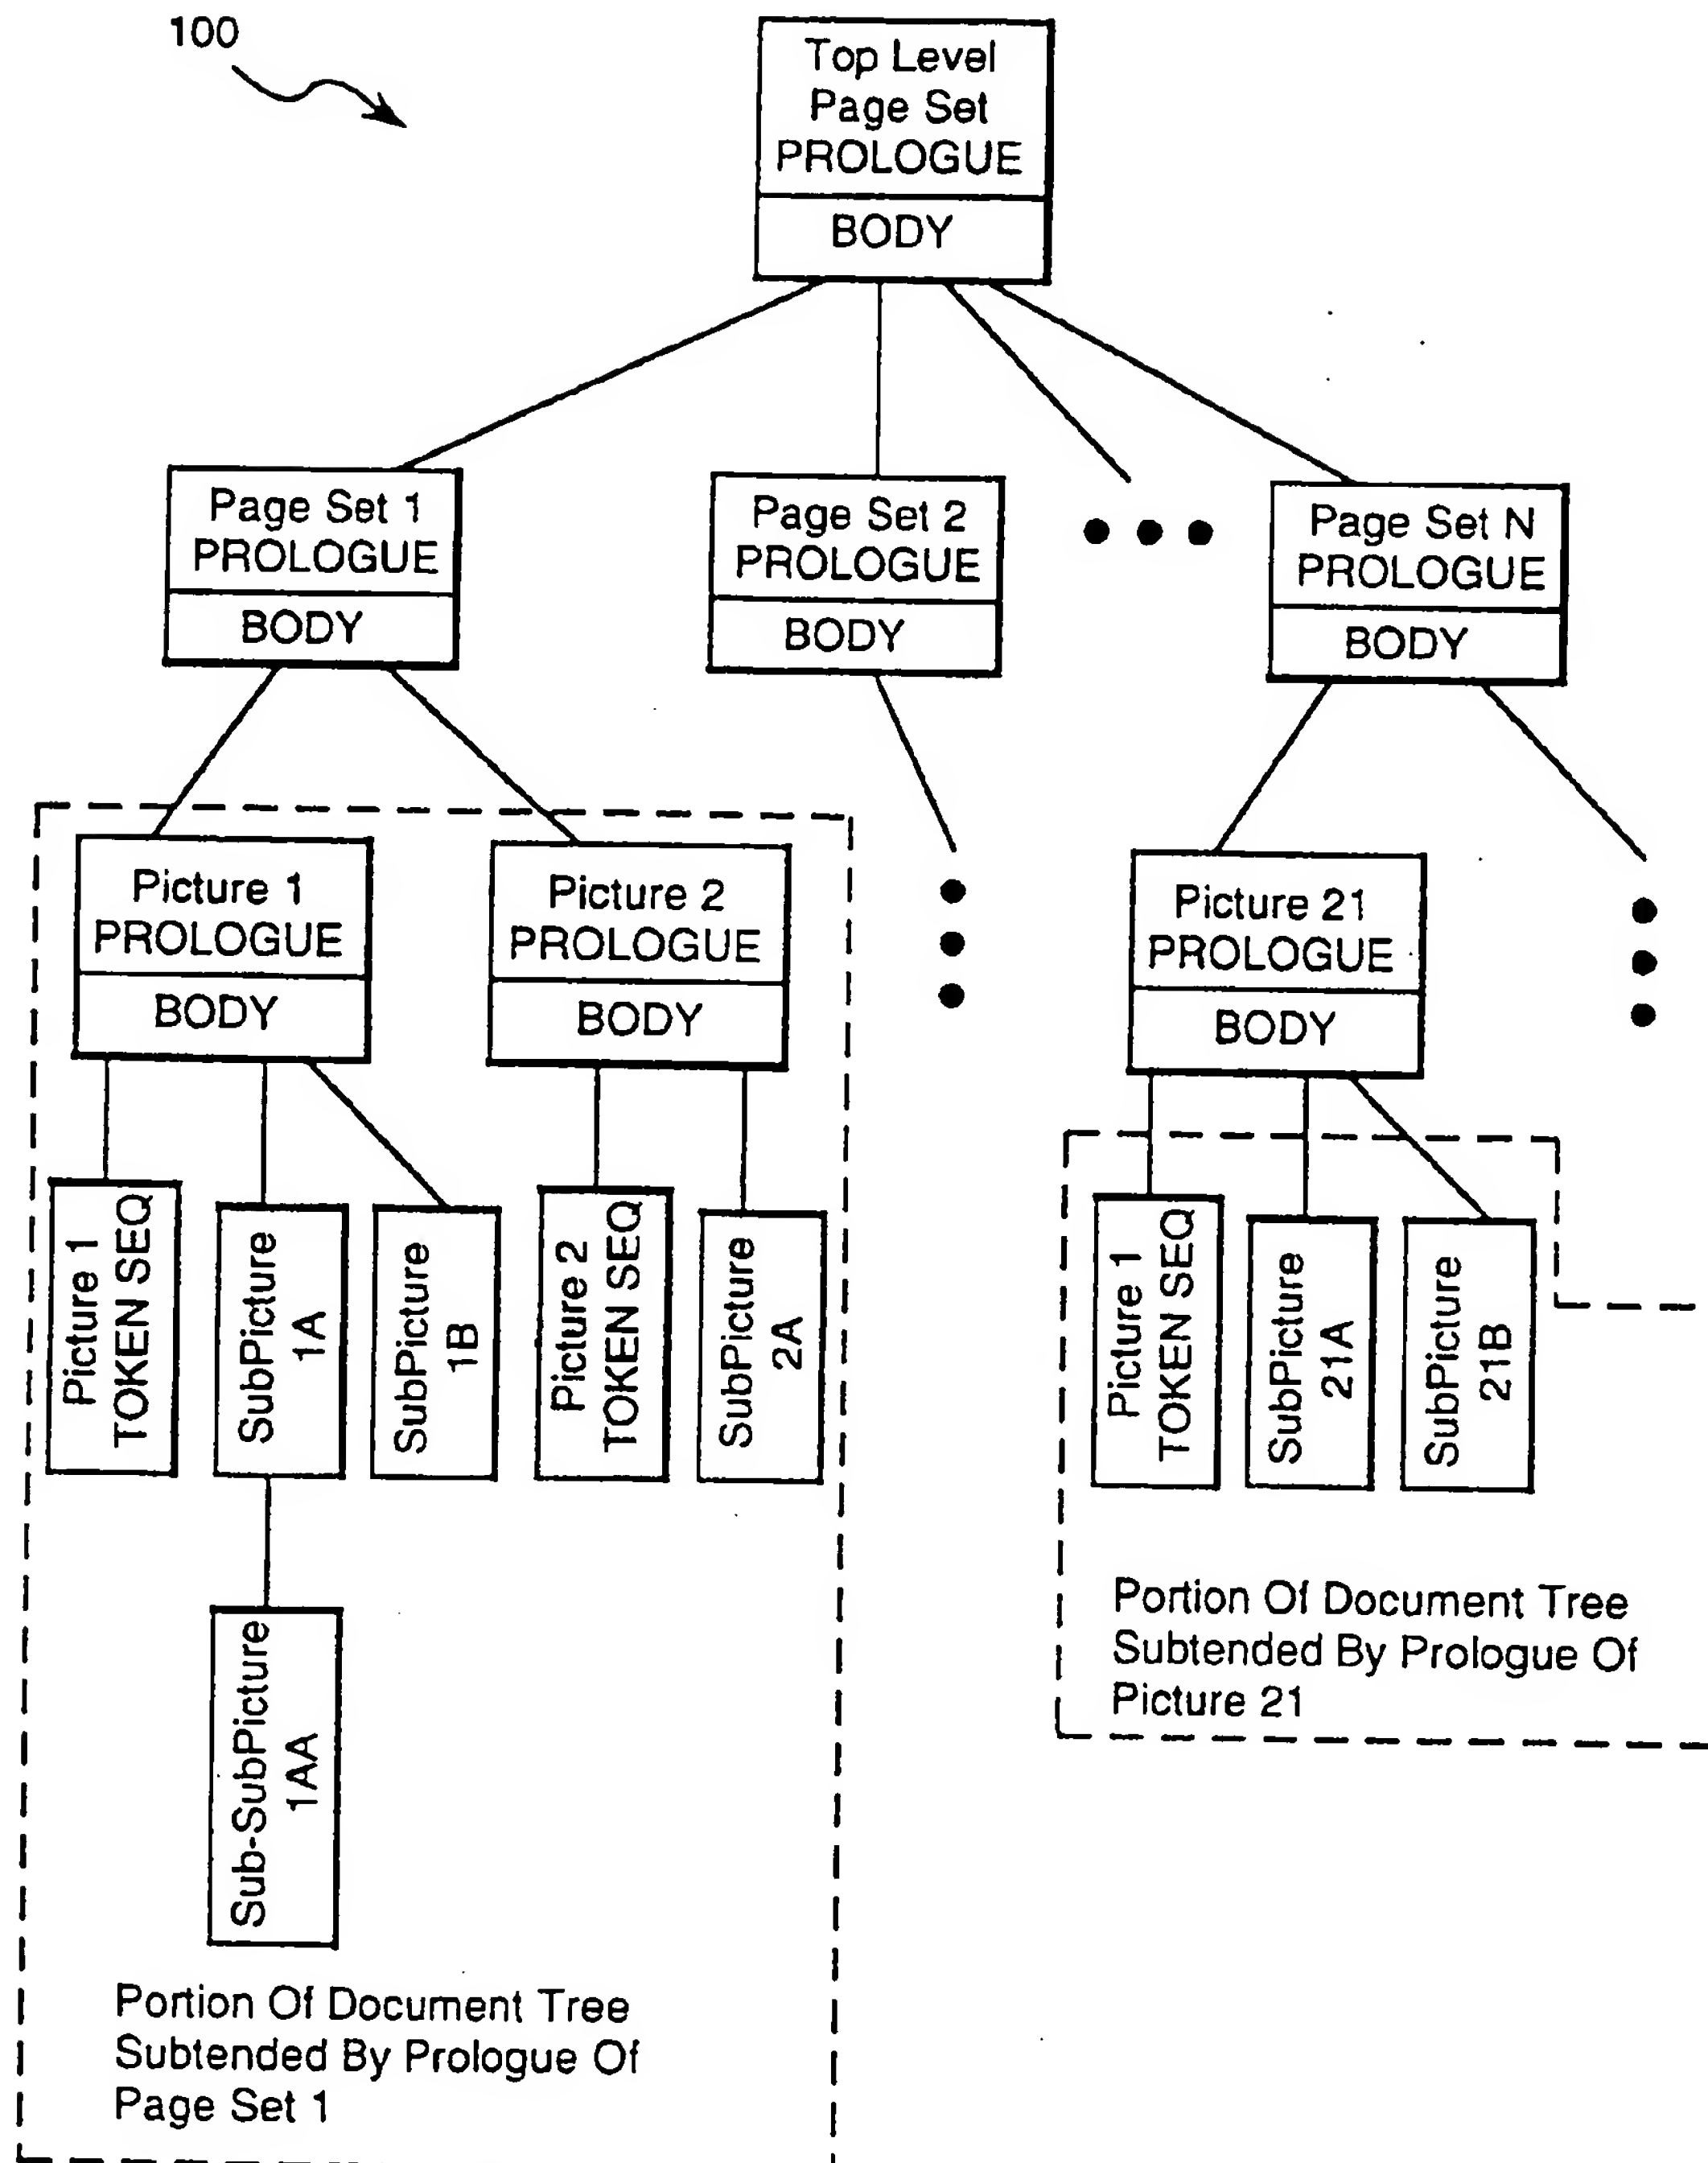 100
Top Level
Page Set
PROLOGUE
BODY
Page Set 1
PROLOGUE
BODY
Page Set 2
PROLOGUE
BODY
Page Set N
PROLOGUE
BODY
Picture 1
PROLOGUE
BODY
Picture 2
PROLOGUE
BODY
Picture 21
PROLOGUE
BODY
Picture 1
TOKEN SEQ
SubPicture
1A
SubPicture
1B
Picture 2
TOKEN SEQ
SubPicture
2A
Picture 1
TOKEN SEQ
SubPicture
21A
SubPicture
21B
Sub-SubPicture
1AA
Portion Of Document Tree
Subtended By Prologue Of
Picture 21
Portion Of Document Tree
Subtended By Prologue Of
Page Set 1